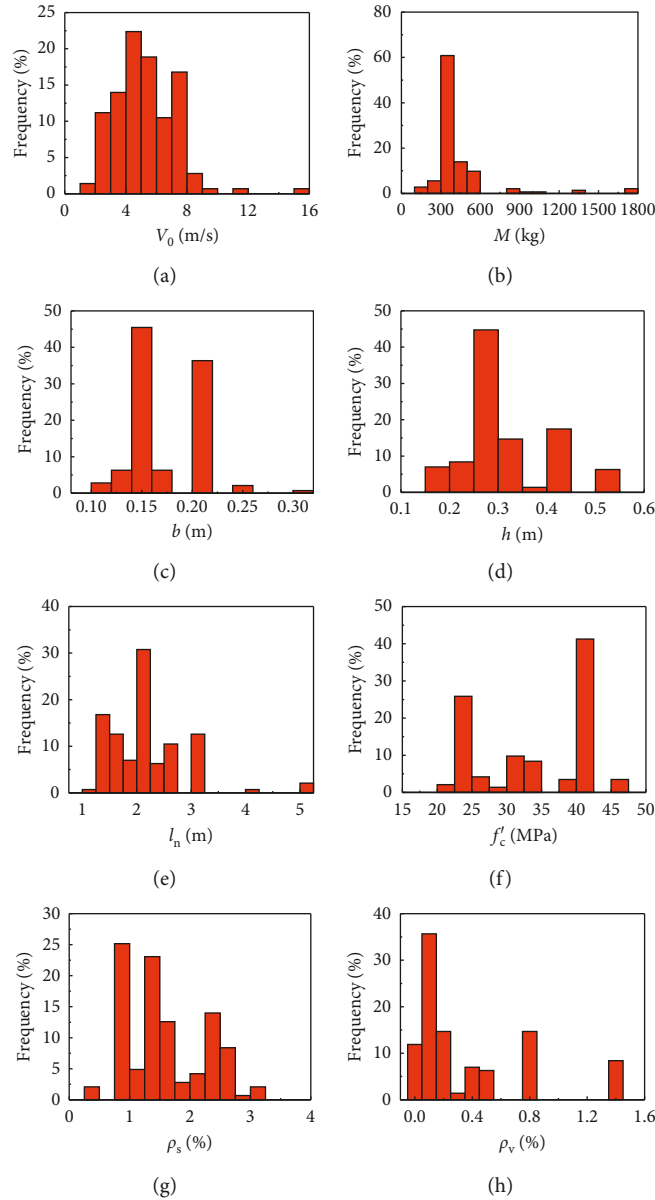 25
20
15
10
5
0
Frequency (%)
0 4 8 12 16
V₀ (m/s)
(a)
80
60
40
20
0
Frequency (%)
0 300 600 900 1200 1500 1800
M (kg)
(b)
50
40
30
20
10
0
Frequency (%)
0.10 0.15 0.20 0.25 0.30
b (m)
(c)
50
40
30
20
10
0
Frequency (%)
0.1 0.2 0.3 0.4 0.5 0.6
h (m)
(d)
40
30
20
10
0
Frequency (%)
1 2 3 4 5
lₙ (m)
(e)
50
40
30
20
10
0
Frequency (%)
15 20 25 30 35 40 45 50
f′c (MPa)
(f)
30
25
20
15
10
5
0
Frequency (%)
0 1 2 3 4
ρₛ (%)
(g)
40
30
20
10
0
Frequency (%)
0.0 0.4 0.8 1.2 1.6
ρᵥ (%)
(h)